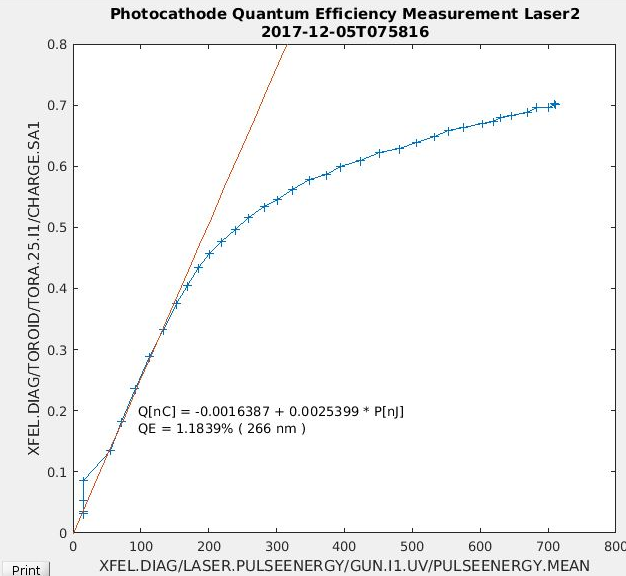 Photocathode Quantum Efficiency Measurement Laser2
2017-12-05T075816
XFEL.DIAG/TOROID/TORA.25.I1/CHARGE.SA1
0.8
0.7
0.6
0.5
0.4
0.3
0.2
0.1
0
Q[nC] = -0.0016387 + 0.0025399 * P[nJ]
QE = 1.1839% ( 266 nm )
0 100 200 300 400 500 600 700 800
XFEL.DIAG/LASER.PULSEENERGY/GUN.I1.UV/PULSEENERGY.MEAN
Print